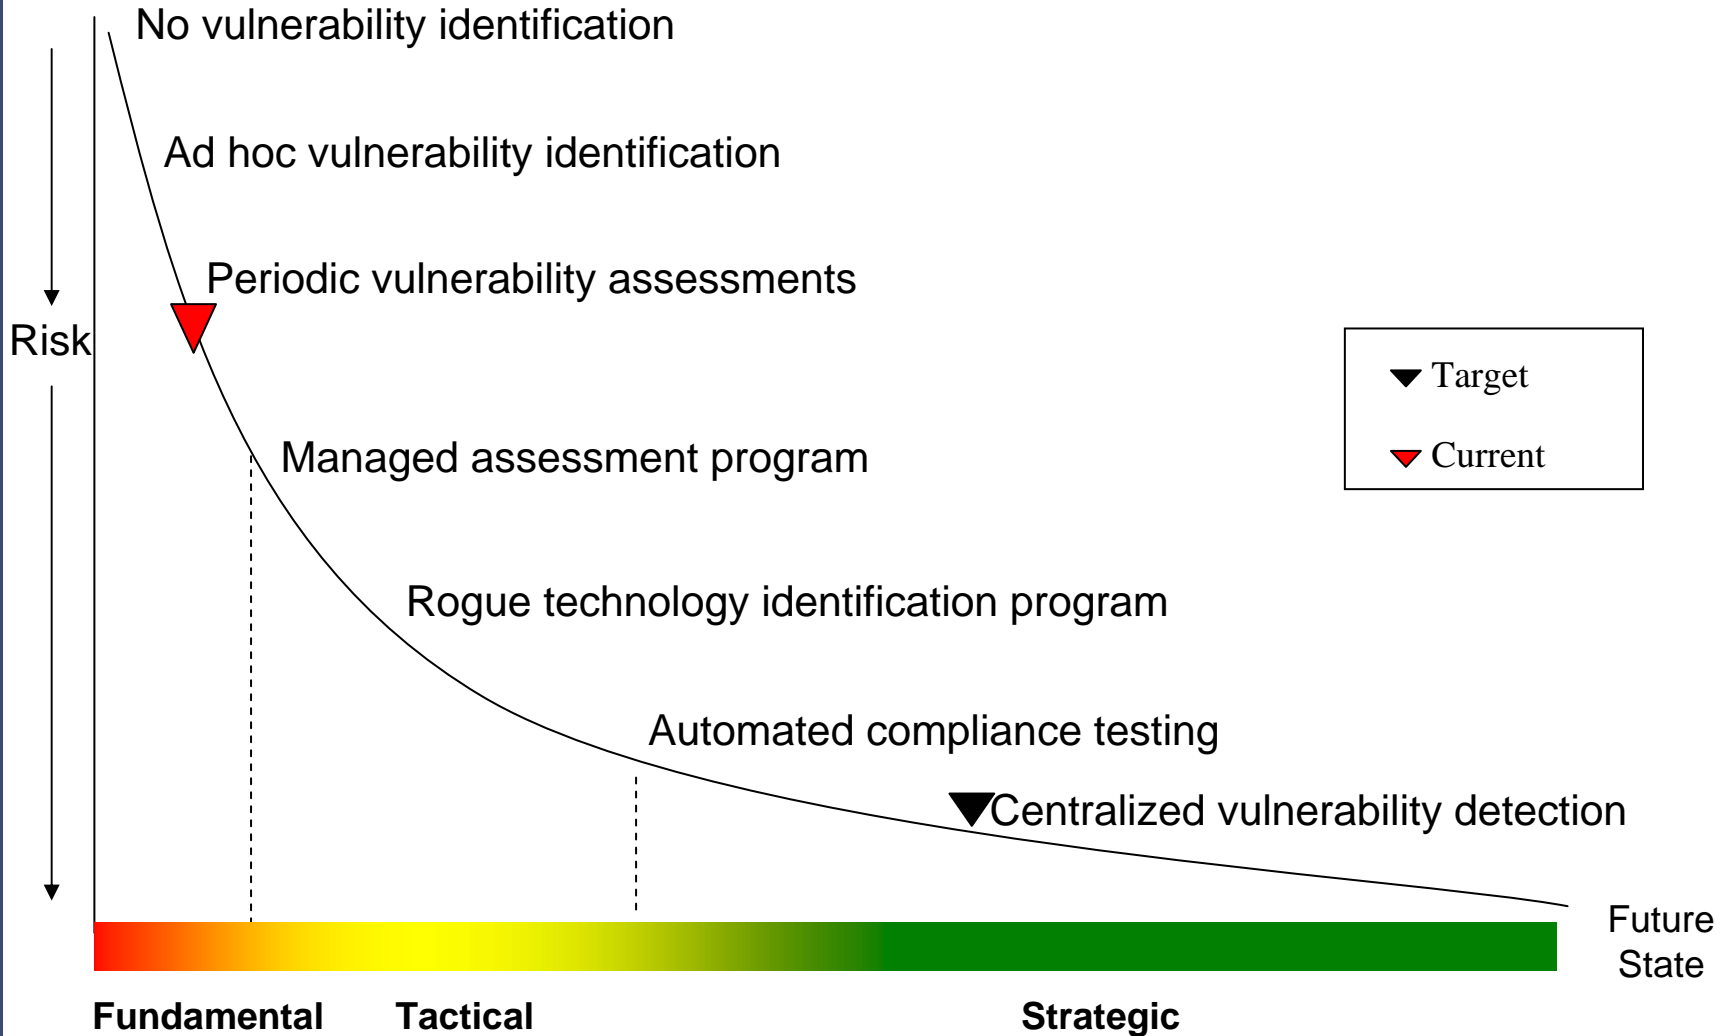 No vulnerability identification
Ad hoc vulnerability identification
Periodic vulnerability assessments
Risk
Target
Managed assessment program
Current
Rogue technology identification program
Automated compliance testing
Centralized vulnerability detection
Future
State
Fundamental
Tactical
Strategic